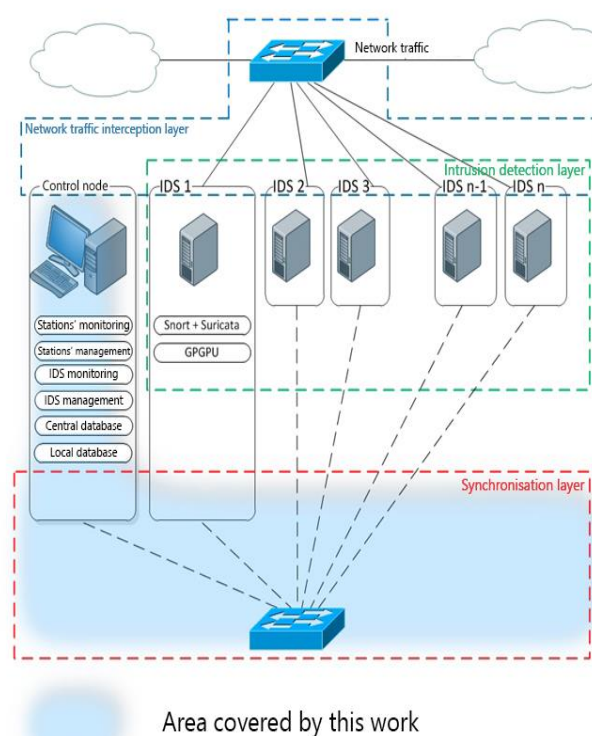 Network traffic
Network traffic interception layer
Intrusion detection layer
Control node
IDS 1
IDS 2
IDS 3
IDS n-1
IDS n
Stations' monitoring
Stations' management
IDS monitoring
IDS management
Central database
Local database
Snort + Suricata
GPGPU
Synchronisation layer
Area covered by this work